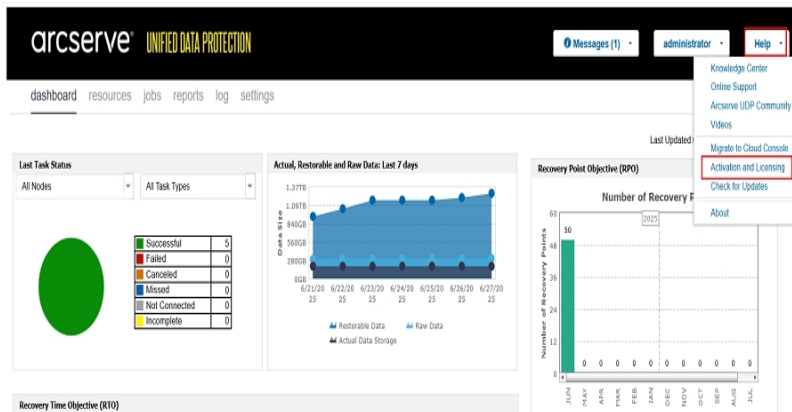 arcserve® UNIFIED DATA PROTECTION
Messages (1)
administrator
Help
Knowledge Center
Online Support
Arcserve UDP Community
Videos
Migrate to Cloud Console
Activation and Licensing
Check for Updates
About
dashboard resources jobs reports log settings
Last Updated
Last Task Status
All Nodes
All Task Types
Successful 5
Failed 0
Canceled 0
Missed 0
Not Connected 0
Incomplete 0
Actual, Restorable and Raw Data: Last 7 days
Data Size
1.37TB
1.09TB
840GB
560GB
280GB
0GB
6/21/20 25
6/22/20 25
6/23/20 25
6/24/20 25
6/25/20 25
6/26/20 25
6/27/20 25
Restorable Data
Raw Data
Actual Data Storage
Recovery Point Objective (RPO)
Number of Recovery P
2025
Number of Recovery Points
60
48
36
24
12
0
50 0 0 0 0 0 0 0 0 0 0 0
JUN MAY APR MAR FEB JAN DEC NOV OCT SEP AUG JUL
Recovery Time Objective (RTO)